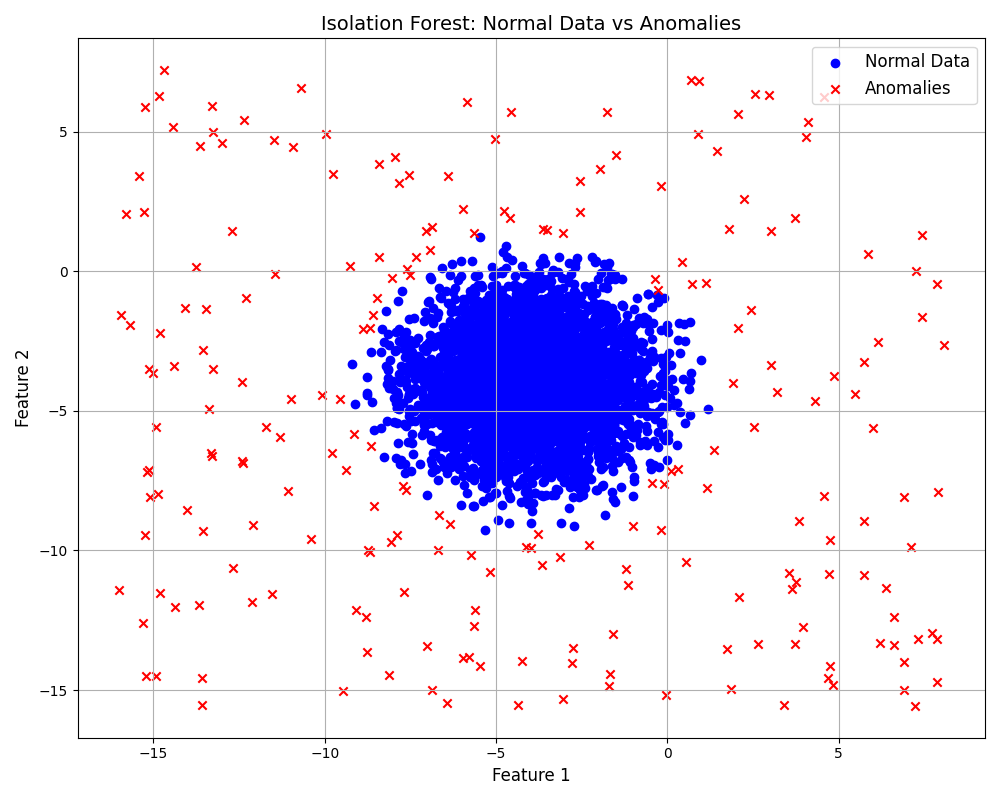 Isolation Forest: Normal Data vs Anomalies
Normal Data
Anomalies
5
0
−5
−10
−15
Feature 2
−15 −10 −5 0 5
Feature 1